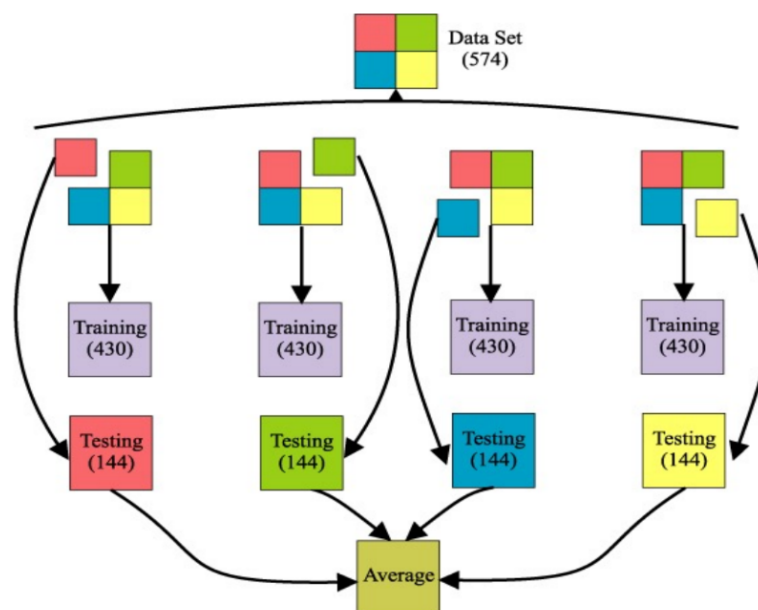 Data Set
(574)
Training
(430)
Training
(430)
Training
(430)
Training
(430)
Testing
(144)
Testing
(144)
Testing
(144)
Testing
(144)
Average